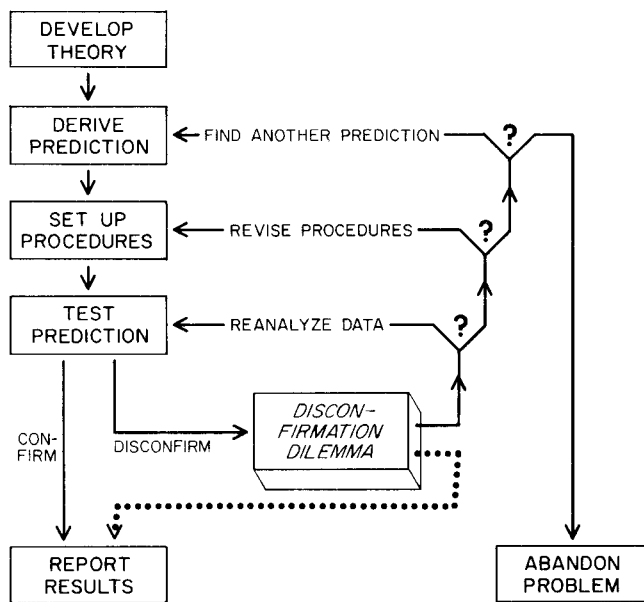 DEVELOP
THEORY
DERIVE
PREDICTION
FIND ANOTHER PREDICTION
?
SET UP
PROCEDURES
REVISE PROCEDURES
?
TEST
PREDICTION
REANALYZE DATA
?
CON-
FIRM
DISCONFIRM
DISCON-
FIRMATION
DILEMMA
REPORT
RESULTS
ABANDON
PROBLEM